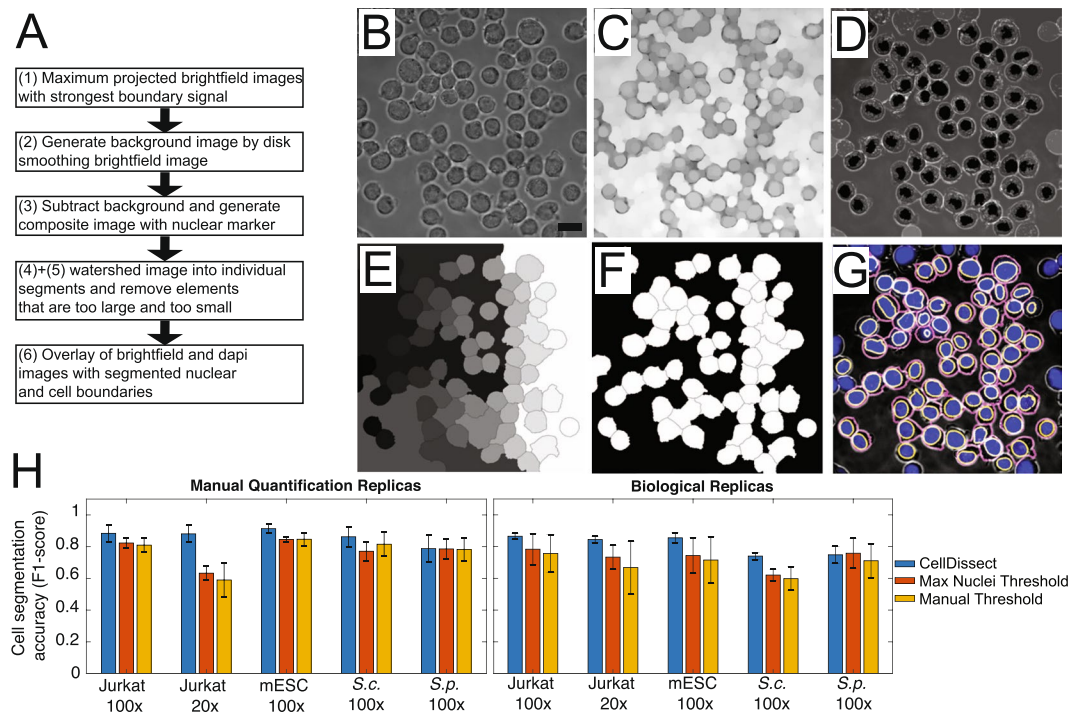 A
(1) Maximum projected brightfield images
with strongest boundary signal
(2) Generate background image by disk
smoothing brightfield image
(3) Subtract background and generate
composite image with nuclear marker
(4)+(5) watershed image into individual
segments and remove elements
that are too large and too small
(6) Overlay of brightfield and dapi
images with segmented nuclear
and cell boundaries
B
C
D
E
F
G
H
Manual Quantification Replicas
Biological Replicas
Cell segmentation
accuracy (F1-score)
1
0.8
0.6
0.4
0.2
0
Jurkat
100x
Jurkat
20x
mESC
100x
S.c.
100x
S.p.
100x
Jurkat
100x
Jurkat
20x
mESC
100x
S.c.
100x
S.p.
100x
CellDissect
Max Nuclei Threshold
Manual Threshold